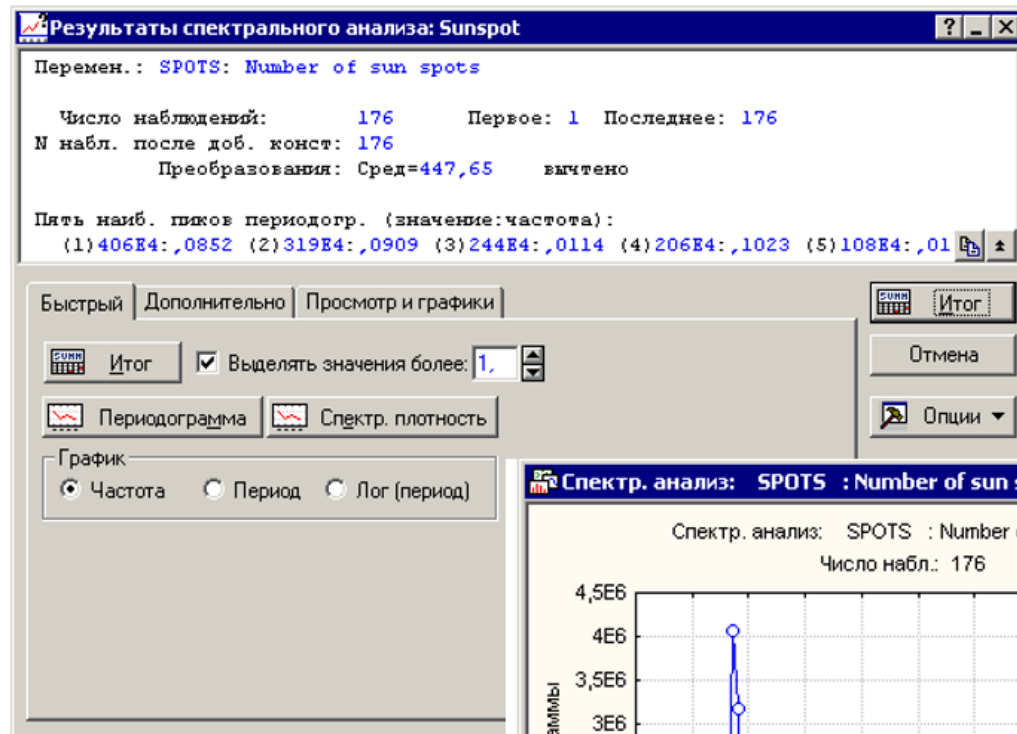 Результаты спектрального анализа: Sunspot
Перемен.: SPOTS: Number of sun spots
Число наблюдений: 176 Первое: 1 Последнее: 176
N набл. после доб. конст: 176
Преобразования: Сред=447,65 вычтено
Пять наиб. пиков периодогр. (значение:частота):
(1)406E4:,0852 (2)319E4:,0909 (3)244E4:,0114 (4)206E4:,1023 (5)108E4:,01
Быстрый Дополнительно Просмотр и графики
SUMM Итог
Отмена
Опции
SUMM Итог Выделять значения более: 1,
Периодограмма Спектр. плотность
График
Частота Период Лог (период)
Спектр. анализ: SPOTS : Number of sun
Спектр. анализ: SPOTS : Number
Число набл.: 176
4,5E6
4E6
3,5E6
3E6